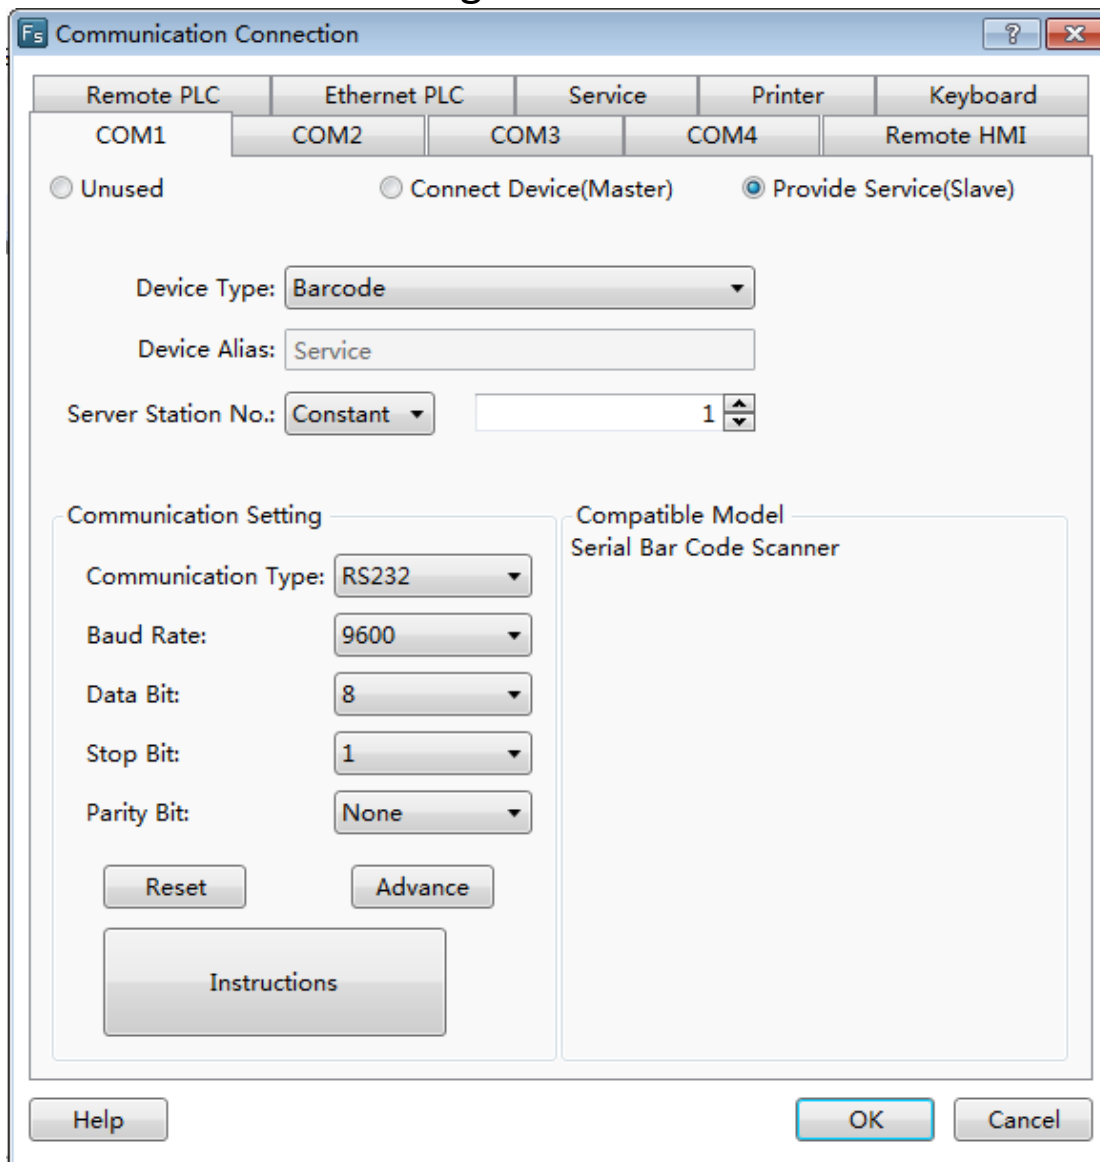 g
Fs Communication Connection ?
Remote PLC Ethernet PLC Service Printer Keyboard
COM1 COM2 COM3 COM4 Remote HMI
Unused Connect Device(Master) Provide Service(Slave)
Device Type: Barcode
Device Alias: Service
Server Station No.: Constant 1
Communication Setting Compatible Model
Serial Bar Code Scanner
Communication Type: RS232
Baud Rate: 9600
Data Bit: 8
Stop Bit: 1
Parity Bit: None
Reset Advance
Instructions
Help OK Cancel